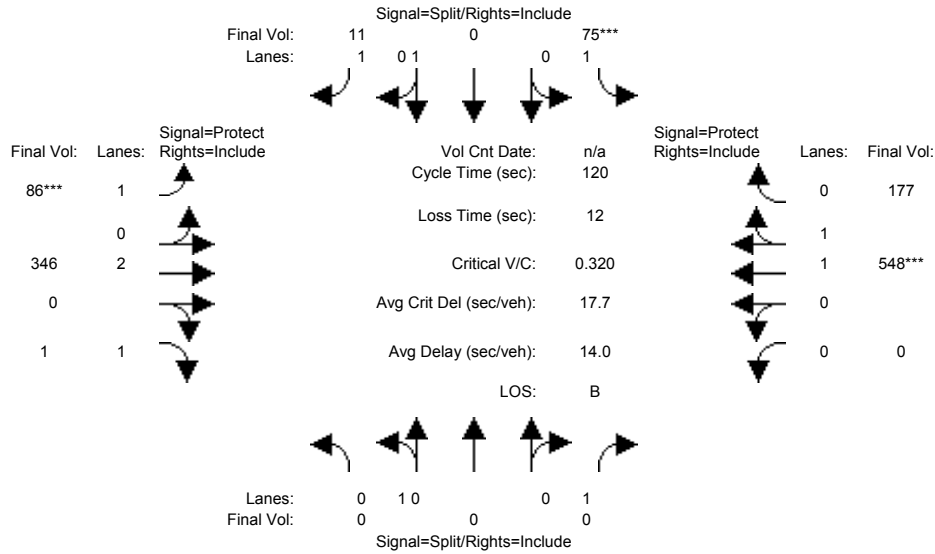 Signal=Split/Rights=Include
Final Vol: 11 0 75***
Lanes: 1 0 1 0 1
Signal=Protect
Final Vol: Lanes: Rights=Include
Vol Cnt Date: n/a
Signal=Protect
Rights=Include Lanes: Final Vol:
Cycle Time (sec): 120
86*** 1
0 177
Loss Time (sec): 12
0
1
346 2
Critical V/C: 0.320
1 548***
0
Avg Crit Del (sec/veh): 17.7
0
1 1
Avg Delay (sec/veh): 14.0
0 0
LOS: B
Lanes: 0 1 0 0 1
Final Vol: 0 0 0
Signal=Split/Rights=Include